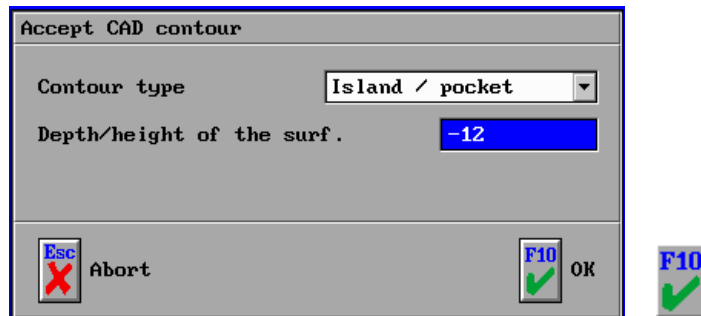 Accept CAD contour
Contour type Island / pocket
Depth/height of the surf. -12
Esc Abort F10 OK F10